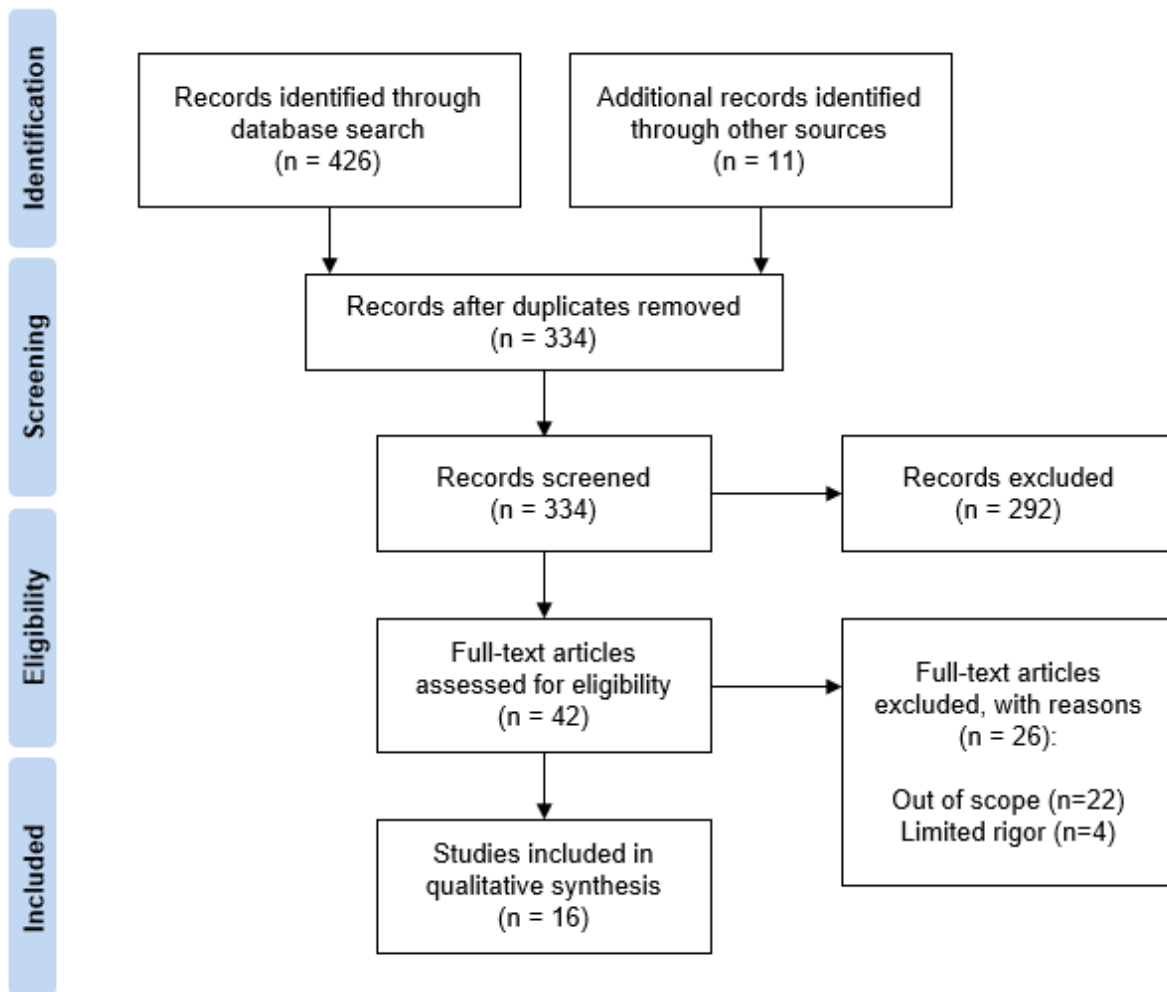 Identification
Records identified through
database search
(n = 426)
Additional records identified
through other sources
(n = 11)
Screening
Records after duplicates removed
(n = 334)
Records screened
(n = 334)
Records excluded
(n = 292)
Eligibility
Full-text articles
assessed for eligibility
(n = 42)
Full-text articles
excluded, with reasons
(n = 26):
Out of scope (n=22)
Limited rigor (n=4)
Included
Studies included in
qualitative synthesis
(n = 16)